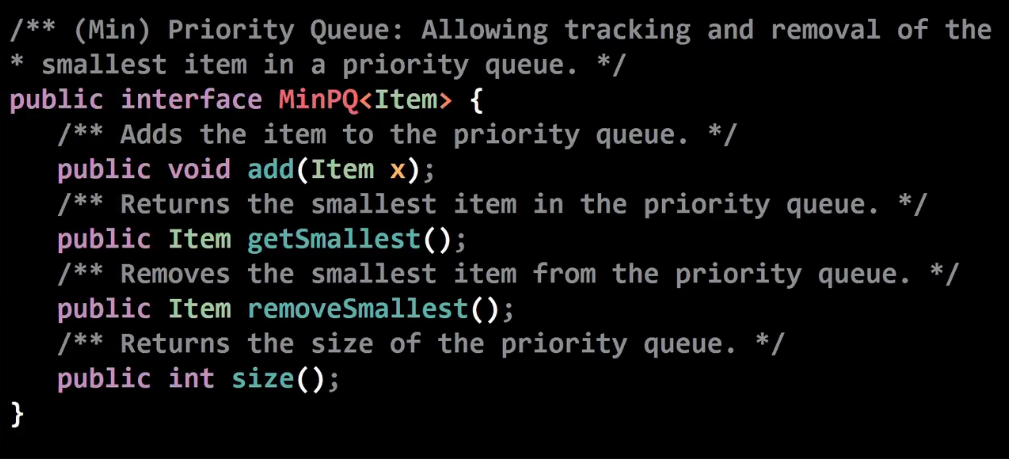 /** (Min) Priority Queue: Allowing tracking and removal of the
* smallest item in a priority queue. */
public interface MinPQ<Item> {
/** Adds the item to the priority queue. */
public void add(Item x);
/** Returns the smallest item in the priority queue. */
public Item getSmallest();
/** Removes the smallest item from the priority queue. */
public Item removeSmallest();
/** Returns the size of the priority queue. */
public int size();
}